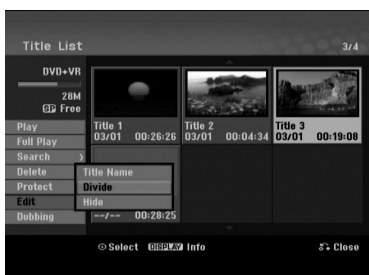 Title List
3/4
DVD+VR
28M
SP Free
Title 1
03/01 00:26:26
Title 2
03/01 00:04:34
Title 3
03/01 00:19:08
Play
Full Play
Search
Delete
Protect
Edit
Dubbing
Title Name
Divide
Hide
--/-- 00:28:25
Select DISPLAY Info
Close